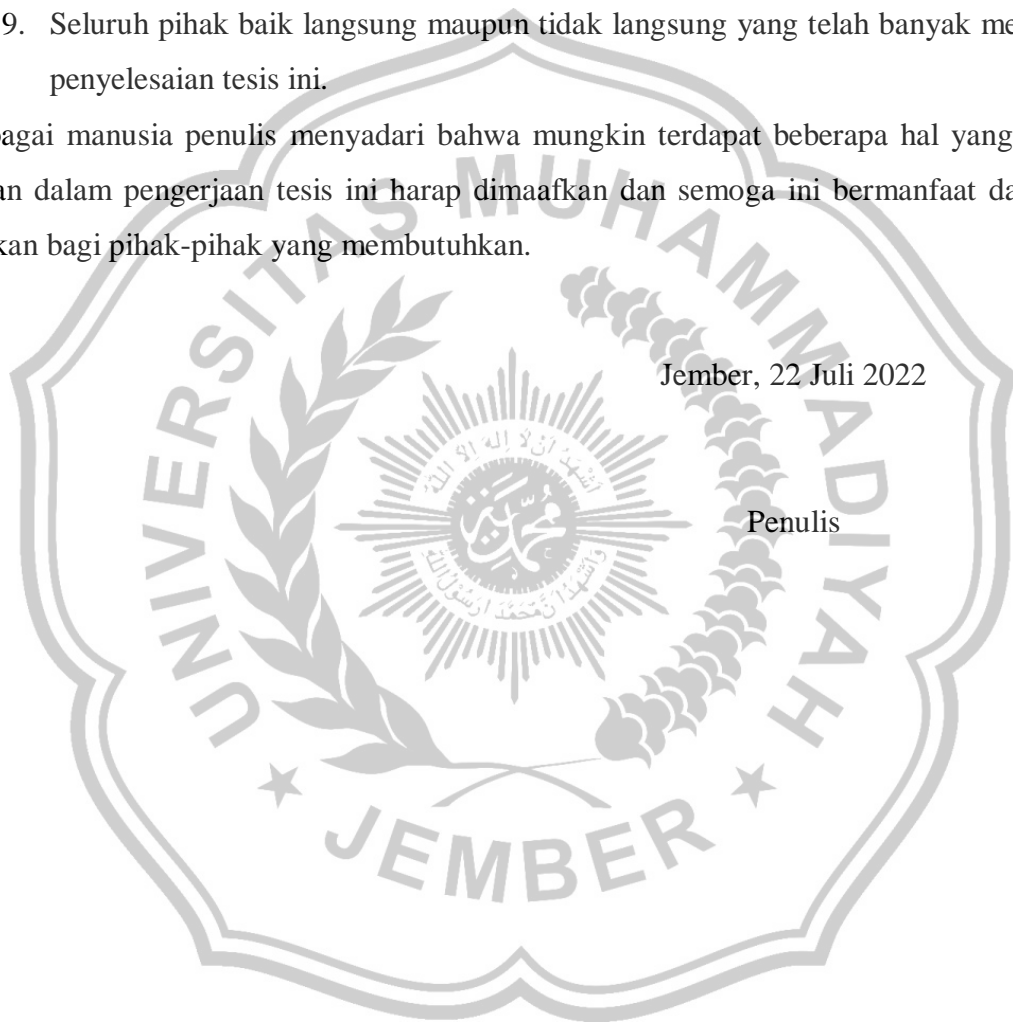 9. Seluruh pihak baik langsung maupun tidak langsung yang telah banyak me
penyelesaian tesis ini.
bagai manusia penulis menyadari bahwa mungkin terdapat beberapa hal yang
an dalam pengerjaan tesis ini harap dimaafkan dan semoga ini bermanfaat da
kan bagi pihak-pihak yang membutuhkan.
UNIVERSITAS MUHAMMADIYAH
Jember, 22 Juli 2022
Penulis
JEMBER